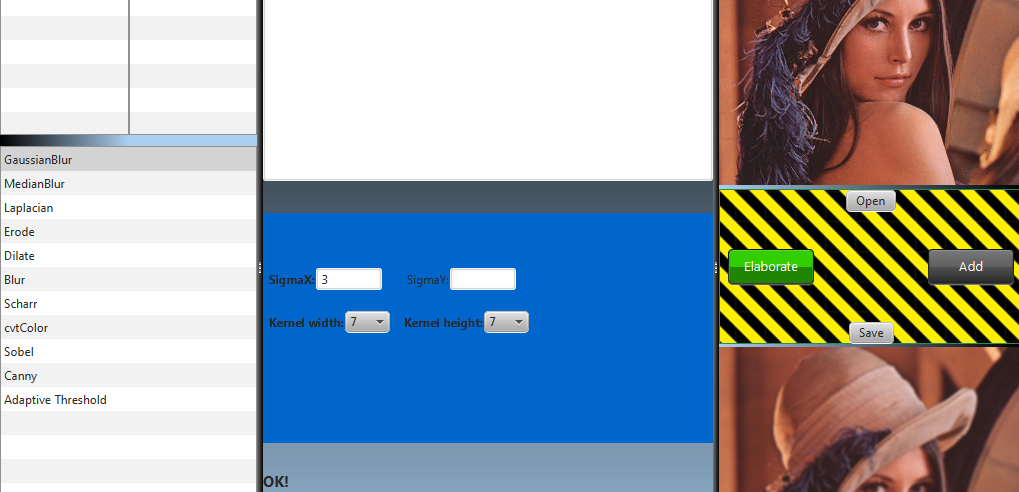 GaussianBlur
MedianBlur
Laplacian
Erode
Dilate
Blur
Scharr
cvtColor
Sobel
Canny
Adaptive Threshold
SigmaX: 3 SigmaY:
Kernel width: 7 Kernel height: 7
OK!
Open
Elaborate Add
Save